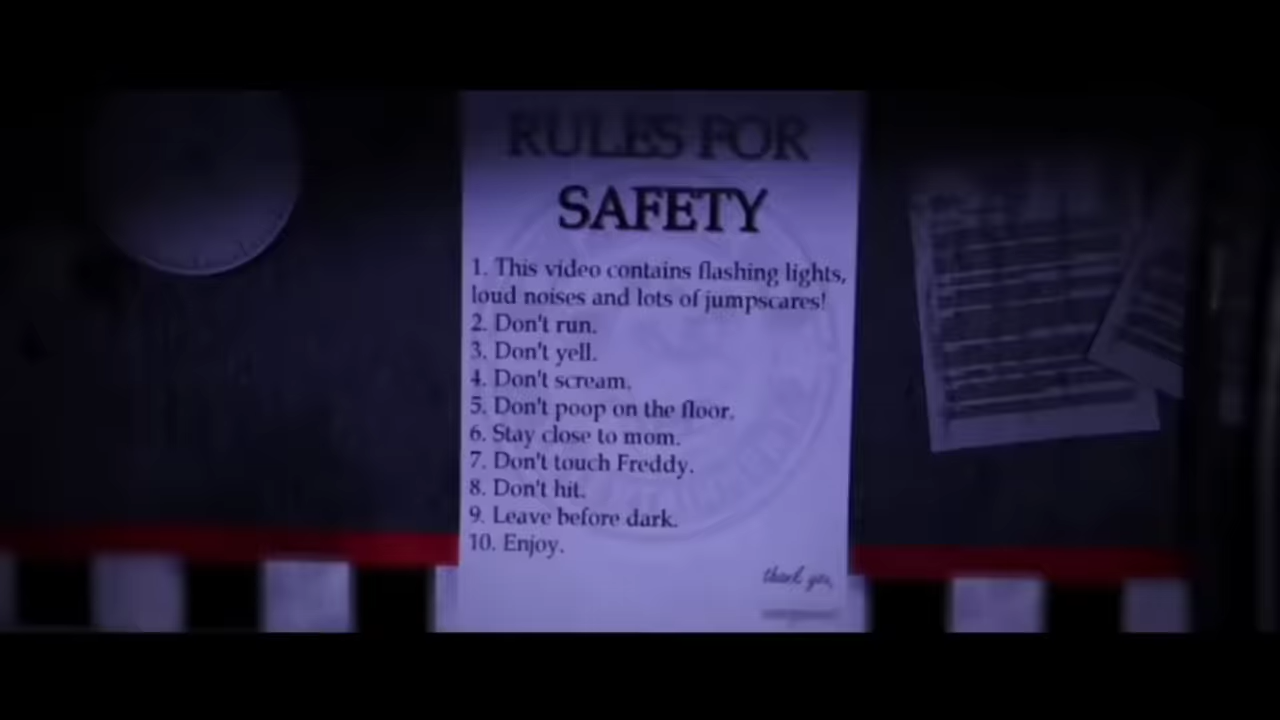 RULES FOR
SAFETY
1. This video contains flashing lights,
loud noises and lots of jumpscares!
2. Don't run.
3. Don't yell.
4. Don't scream.
5. Don't poop on the floor.
6. Stay close to mom.
7. Don't touch Freddy.
8. Don't hit.
9. Leave before dark.
10. Enjoy.
thank you,